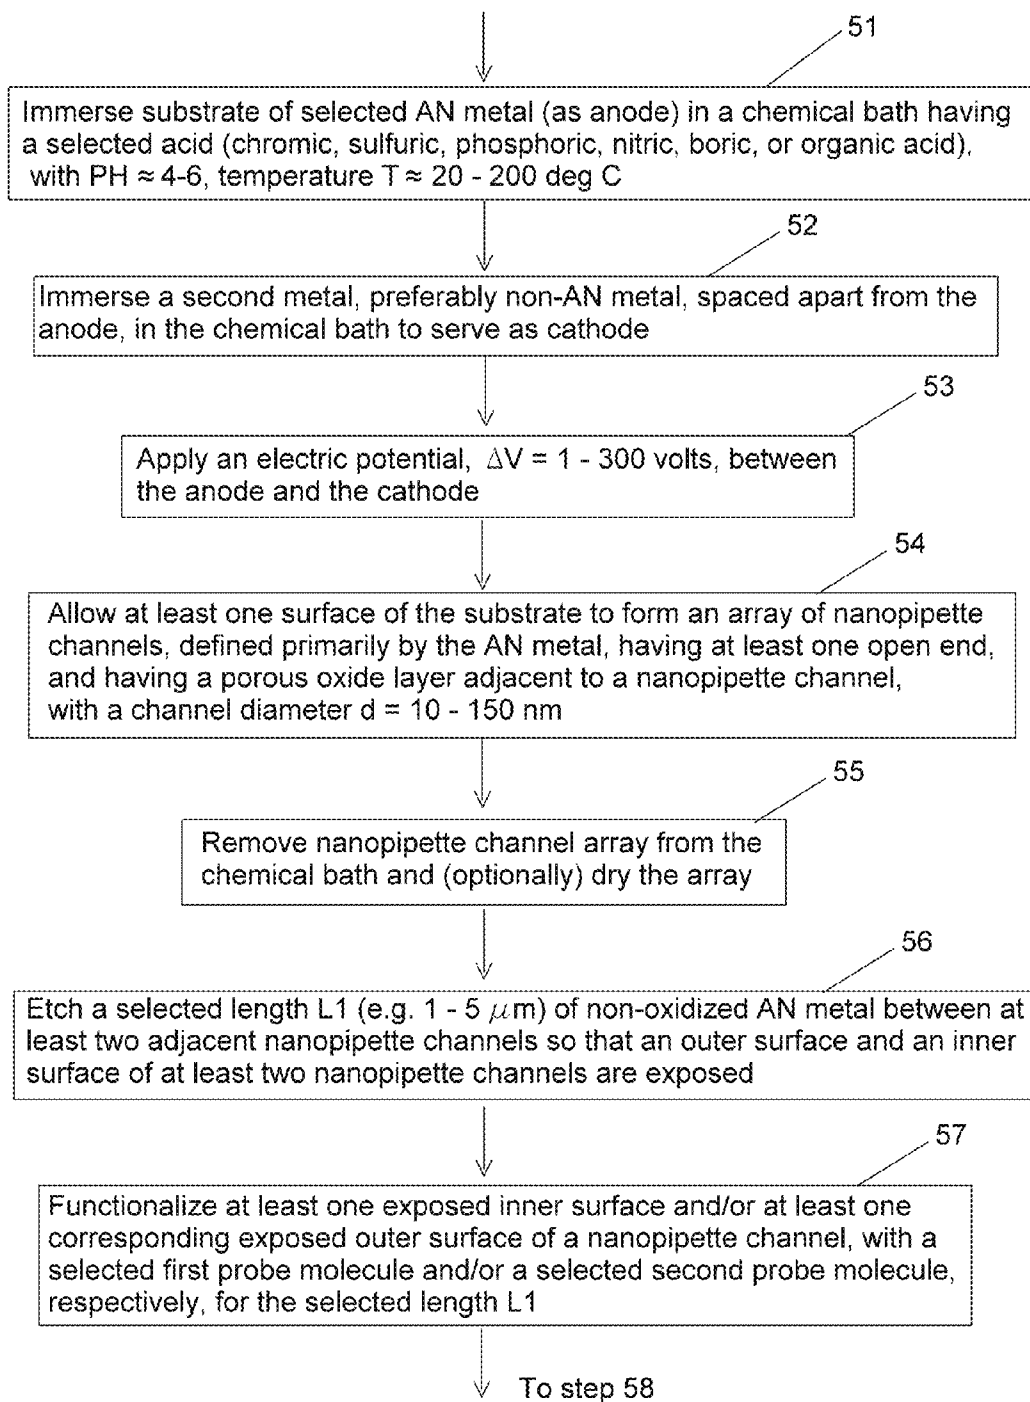 51
Immerse substrate of selected AN metal (as anode) in a chemical bath having
a selected acid (chromic, sulfuric, phosphoric, nitric, boric, or organic acid),
with PH ≈ 4-6, temperature T ≈ 20 - 200 deg C
52
Immerse a second metal, preferably non-AN metal, spaced apart from the
anode, in the chemical bath to serve as cathode
53
Apply an electric potential, ΔV = 1 - 300 volts, between
the anode and the cathode
54
Allow at least one surface of the substrate to form an array of nanopipette
channels, defined primarily by the AN metal, having at least one open end,
and having a porous oxide layer adjacent to a nanopipette channel,
with a channel diameter d = 10 - 150 nm
55
Remove nanopipette channel array from the
chemical bath and (optionally) dry the array
56
Etch a selected length L1 (e.g. 1 - 5 μm) of non-oxidized AN metal between at
least two adjacent nanopipette channels so that an outer surface and an inner
surface of at least two nanopipette channels are exposed
57
Functionalize at least one exposed inner surface and/or at least one
corresponding exposed outer surface of a nanopipette channel, with a
selected first probe molecule and/or a selected second probe molecule,
respectively, for the selected length L1
To step 58